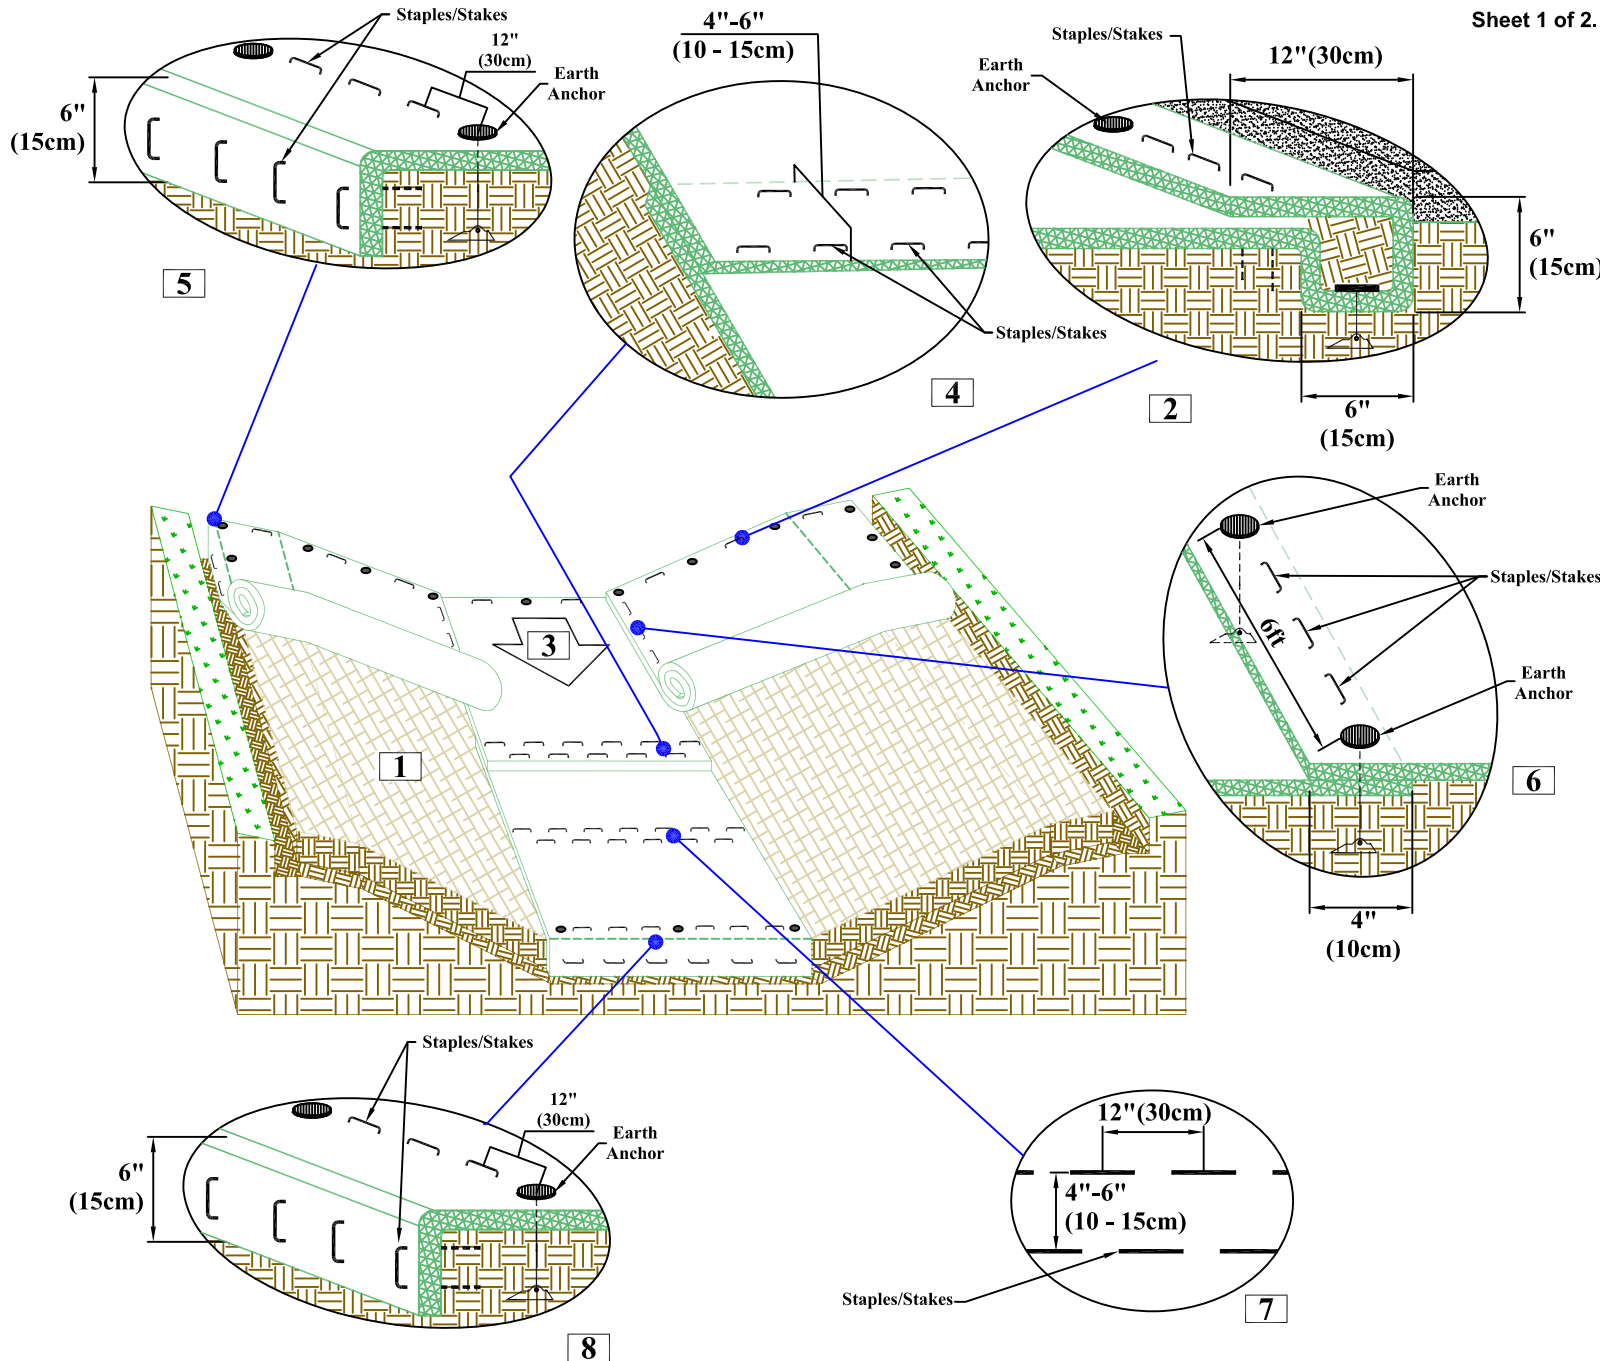 Sheet 1 of 2.
Staples/Stakes
12"
(30cm)
Earth
Anchor
6"
(15cm)
5
4"-6"
(10 - 15cm)
Staples/Stakes
4
Staples/Stakes
12"(30cm)
Earth
Anchor
6"
(15cm)
6"
(15cm)
2
Earth
Anchor
Staples/Stakes
6ft
Earth
Anchor
6
4"
(10cm)
3
1
Staples/Stakes
12"
(30cm)
Earth
Anchor
6"
(15cm)
8
12"(30cm)
4"-6"
(10 - 15cm)
Staples/Stakes
7